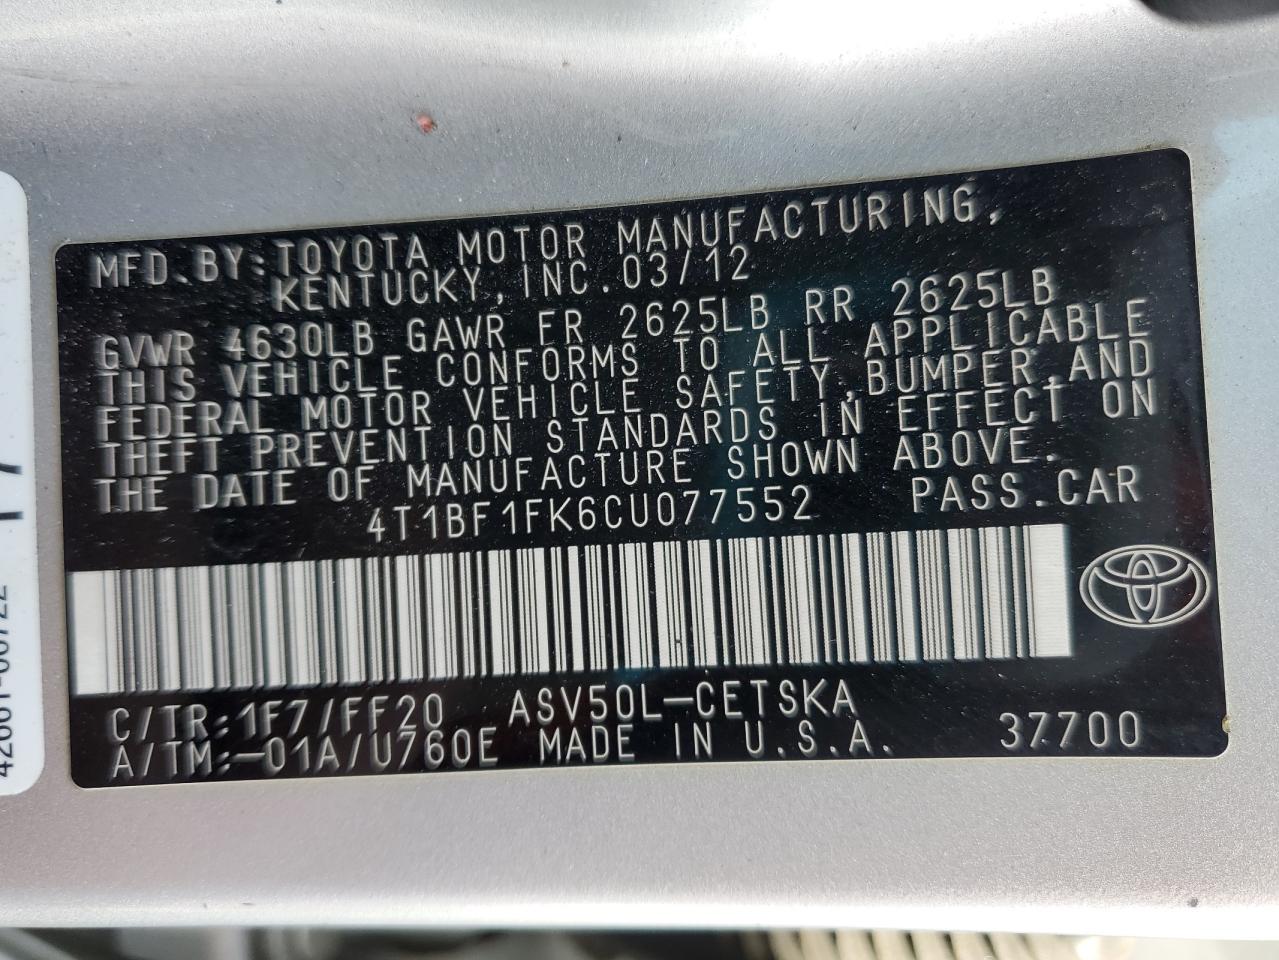 MFD.BY:TOYOTA MOTOR MANUFACTURING,
KENTUCKY,INC.03/12
GVWR 4630LB GAWR FR 2625LB RR 2625LB
THIS VEHICLE CONFORMS TO ALL APPLICABLE
FEDERAL MOTOR VEHICLE SAFETY,BUMPER,AND
THEFT PREVENTION STANDARDS IN EFFECT ON
THE DATE OF MANUFACTURE SHOWN ABOVE.
4T1BF1FK6CU077552 PASS.CAR
C/TR:1F7/FF20 ASV50L-CETSKA
A/TM:-01A/U760E MADE IN U.S.A. 37700